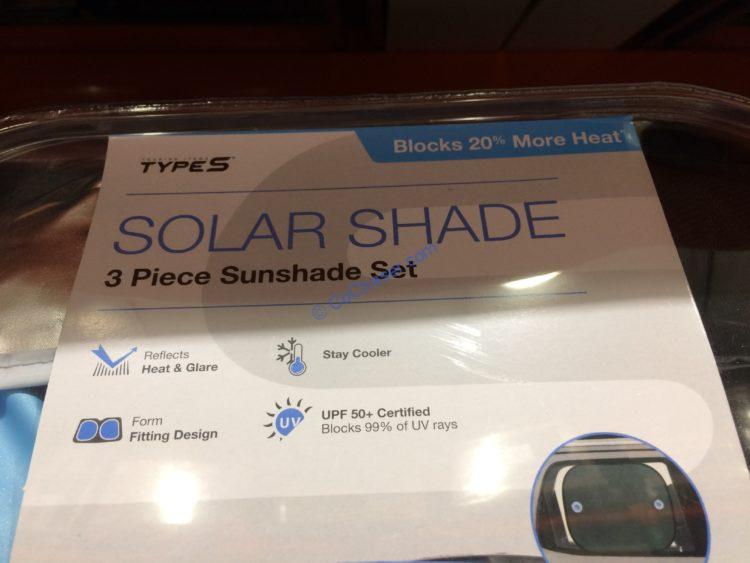 Blocks 20% More Heat*
TYPE S
SOLAR SHADE
3 Piece Sunshade Set
Reflects
Heat & Glare
Stay Cooler
Form
Fitting Design
UV
UPF 50+ Certified
Blocks 99% of UV rays